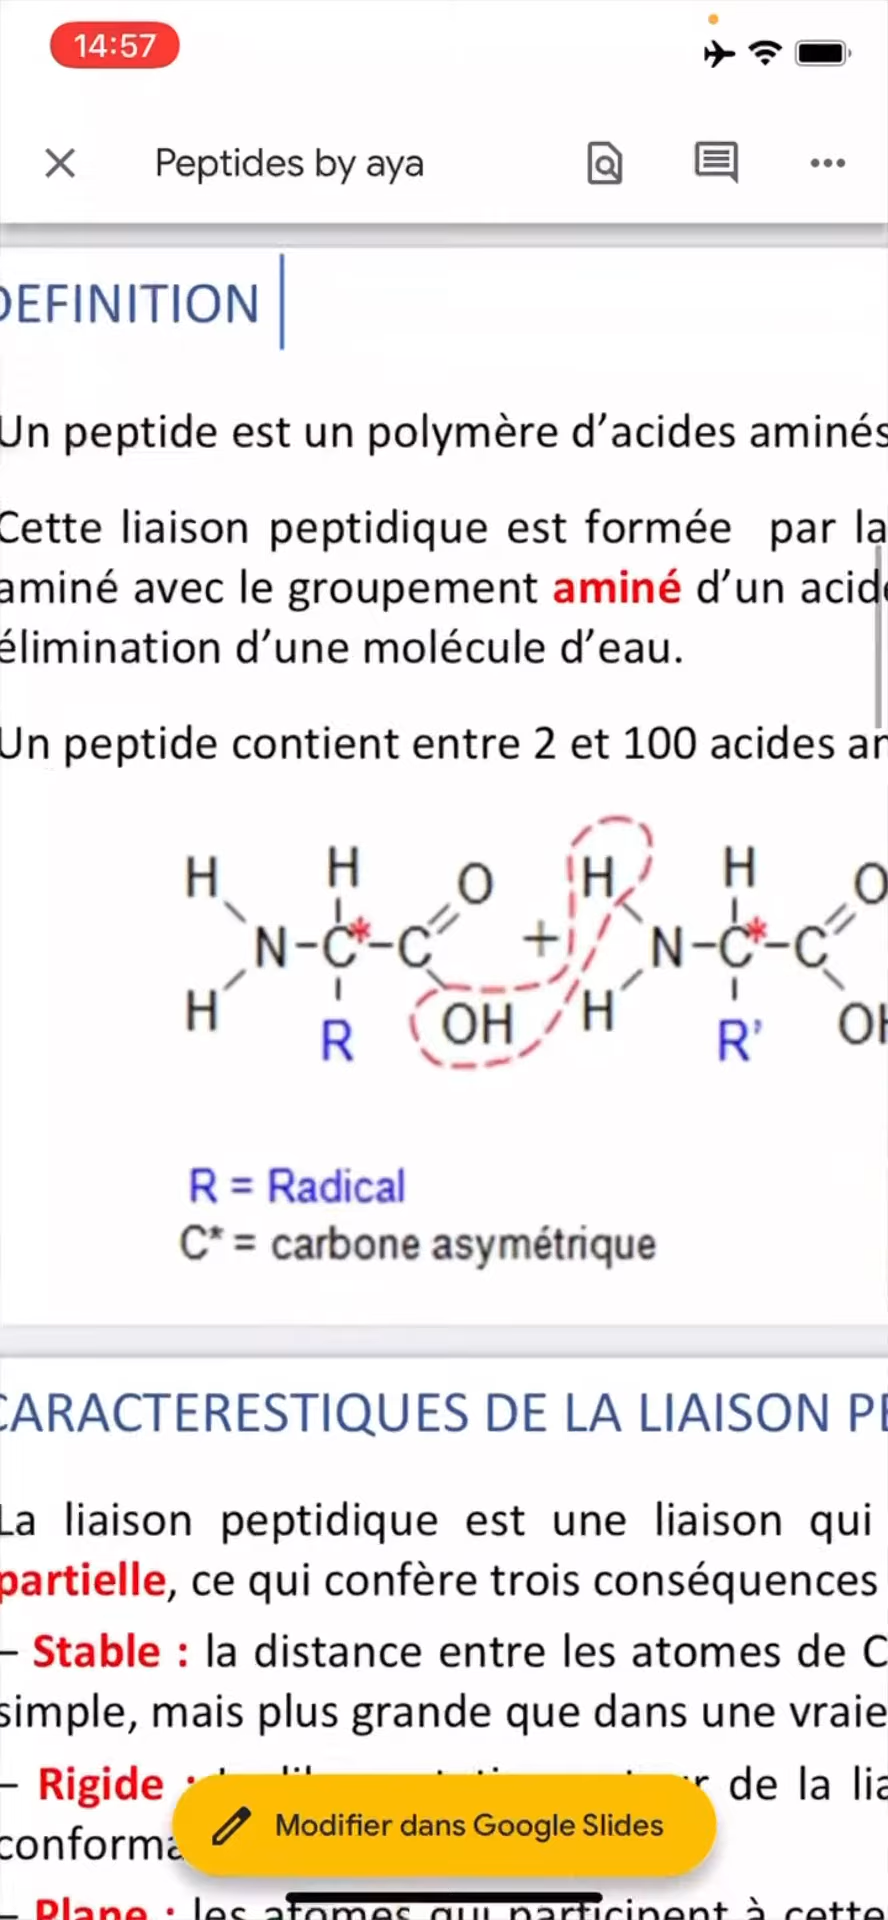 14:57
Peptides by aya
DEFINITION
Un peptide est un polymère d'acides aminés
Cette liaison peptidique est formée par la
aminé avec le groupement aminé d'un acide
élimination d'une molécule d'eau.
Un peptide contient entre 2 et 100 acides
H H O H H O
N-C*-C + N-C*-C
H R OH H R' OH
R = Radical
C* = carbone asymétrique
CARACTERESTIQUES DE LA LIAISON
La liaison peptidique est une liaison qui
partielle, ce qui confère trois conséquences
– Stable : la distance entre les atomes de C
simple, mais plus grande que dans une vraie
– Rigide : de la
Modifier dans Google Slides
– Plane : les atomes qui participent à cette